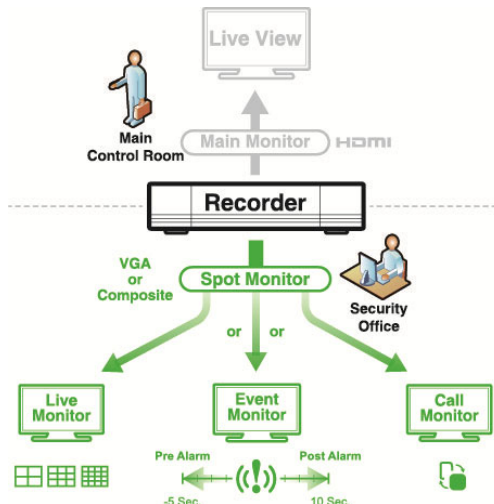 Live View
Main Monitor
HDMI
Main
Control Room
Recorder
VGA
or
Composite
Spot Monitor
Security
Office
or
or
Live
Monitor
Event
Monitor
Call
Monitor
Pre Alarm
Post Alarm
-5 Sec.
10 Sec.